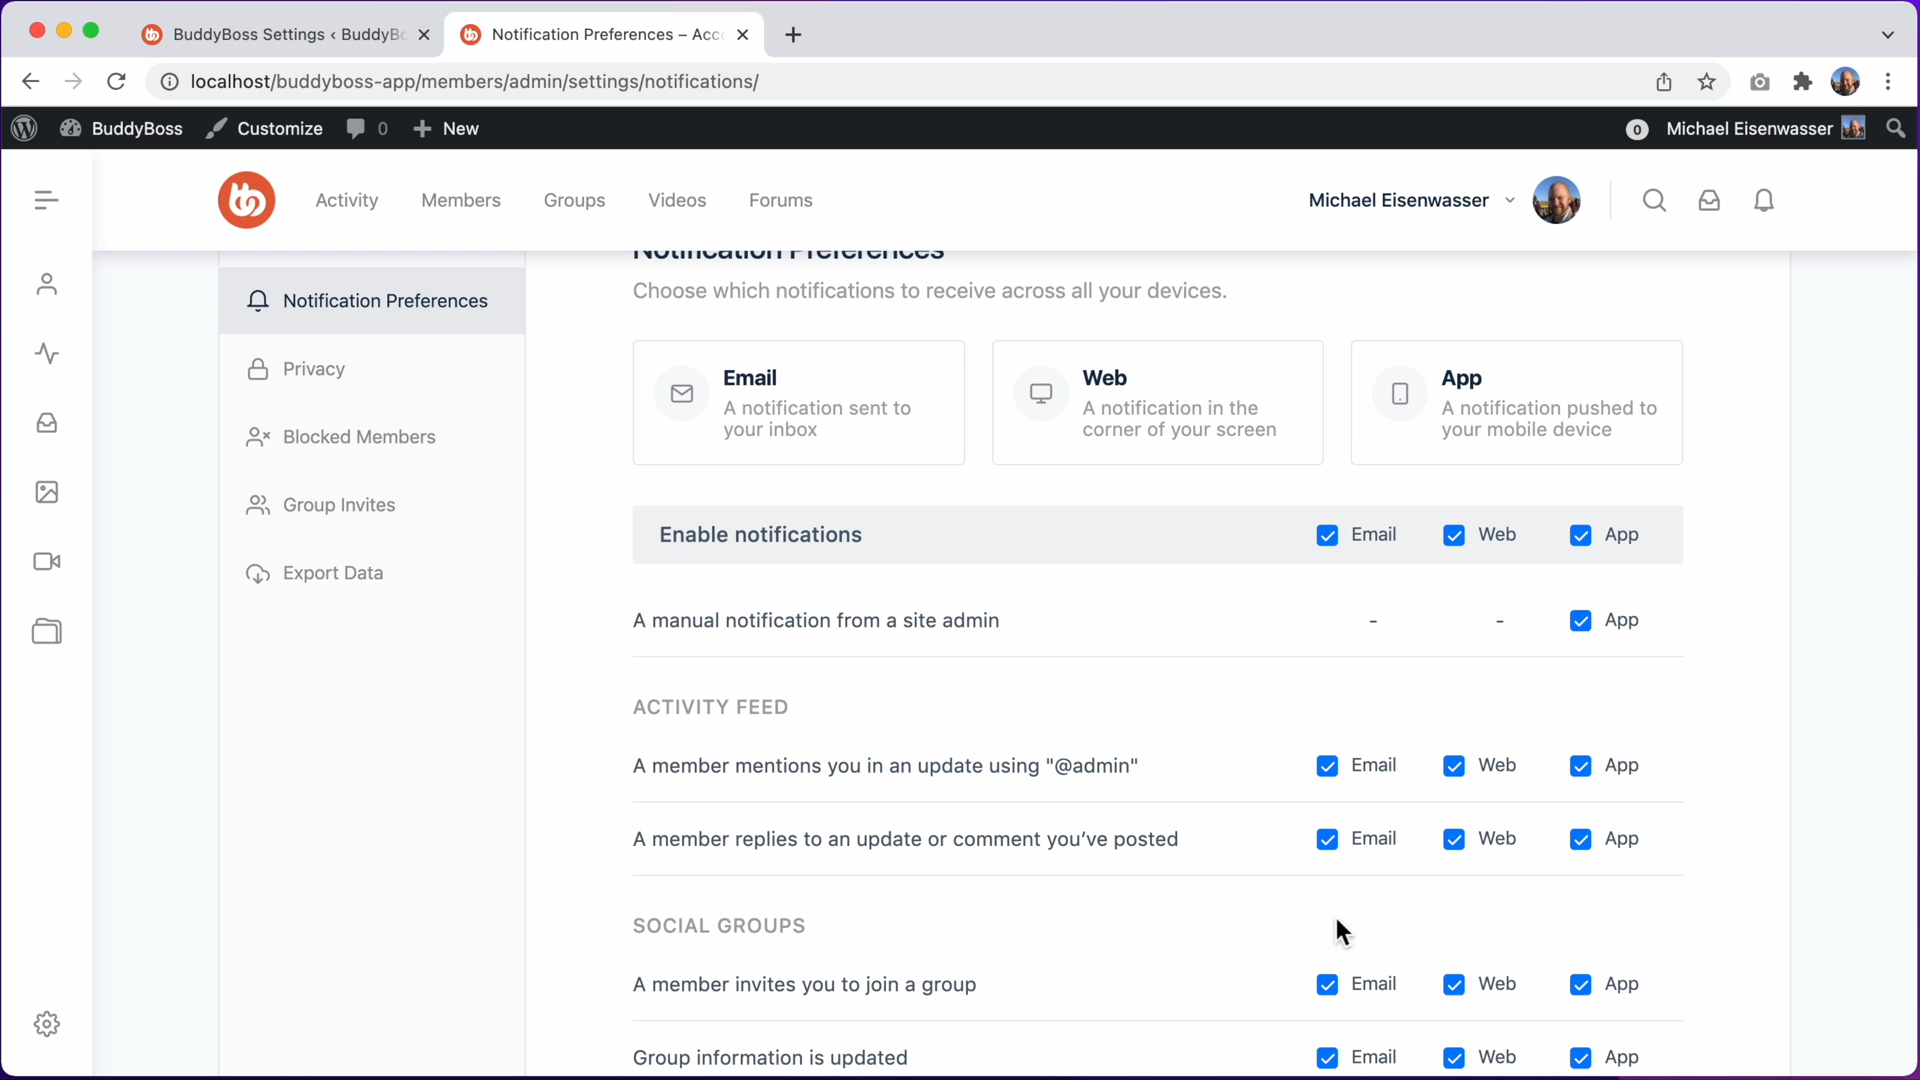 BuddyBoss Settings ‹ BuddyBo
Notification Preferences – Acco
localhost/buddyboss-app/members/admin/settings/notifications/
BuddyBoss
Customize
0
New
0
Michael Eisenwasser
Activity
Members
Groups
Videos
Forums
Michael Eisenwasser
Notification Preferences
Choose which notifications to receive across all your devices.
Notification Preferences
Privacy
Blocked Members
Group Invites
Export Data
Email
A notification sent to
your inbox
Web
A notification in the
corner of your screen
App
A notification pushed to
your mobile device
Enable notifications Email Web App
A manual notification from a site admin - - App
ACTIVITY FEED
A member mentions you in an update using "@admin" Email Web App
A member replies to an update or comment you’ve posted Email Web App
SOCIAL GROUPS
A member invites you to join a group Email Web App
Group information is updated Email Web App